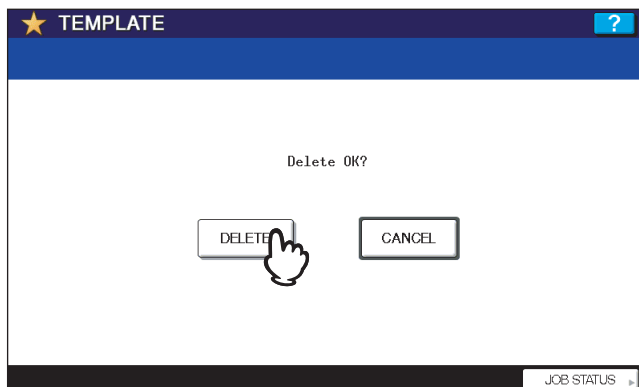 TEMPLATE
?
Delete OK?
DELETE CANCEL
JOB STATUS